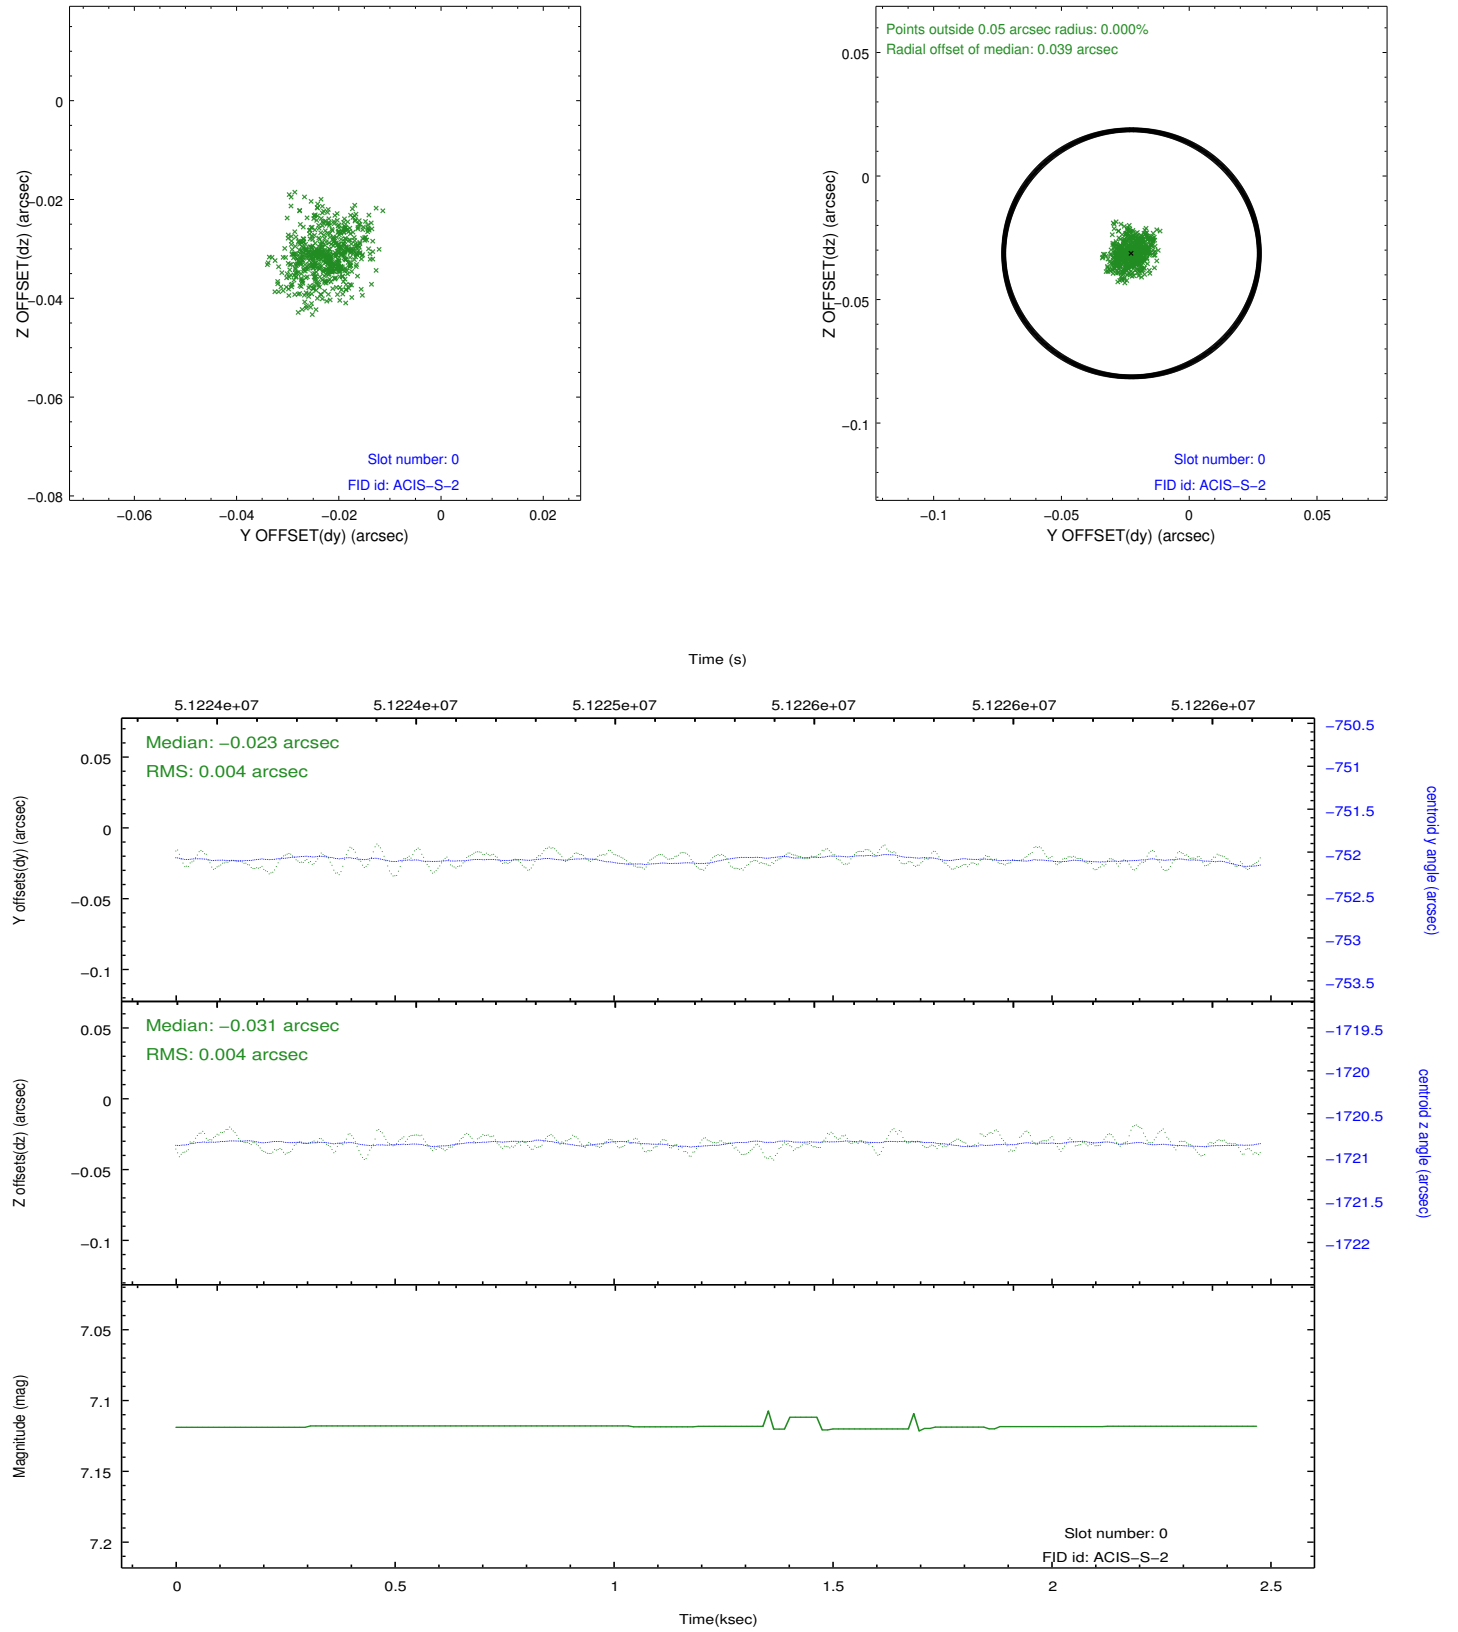 0
−0.02
−0.04
−0.06
−0.08
Z OFFSET(dz) (arcsec)
Slot number: 0
FID id: ACIS−S−2
−0.06
−0.04
−0.02
0
0.02
Y OFFSET(dy) (arcsec)
Points outside 0.05 arcsec radius: 0.000%
Radial offset of median: 0.039 arcsec
0.05
0
−0.05
−0.1
Z OFFSET(dz) (arcsec)
Slot number: 0
FID id: ACIS−S−2
−0.1
−0.05
0
0.05
Y OFFSET(dy) (arcsec)
Time (s)
5.1224e+07
5.1224e+07
5.1225e+07
5.1226e+07
5.1226e+07
5.1226e+07
Median: −0.023 arcsec
RMS: 0.004 arcsec
0.05
0
−0.05
−0.1
Y offsets(dy) (arcsec)
−750.5
−751
−751.5
−752
−752.5
−753
−753.5
centroid y angle (arcsec)
Median: −0.031 arcsec
RMS: 0.004 arcsec
0.05
0
−0.05
−0.1
Z offsets(dz) (arcsec)
−1719.5
−1720
−1720.5
−1721
−1721.5
−1722
centroid z angle (arcsec)
7.05
7.1
7.15
7.2
Magnitude (mag)
Slot number: 0
FID id: ACIS−S−2
0
0.5
1
1.5
2
2.5
Time(ksec)